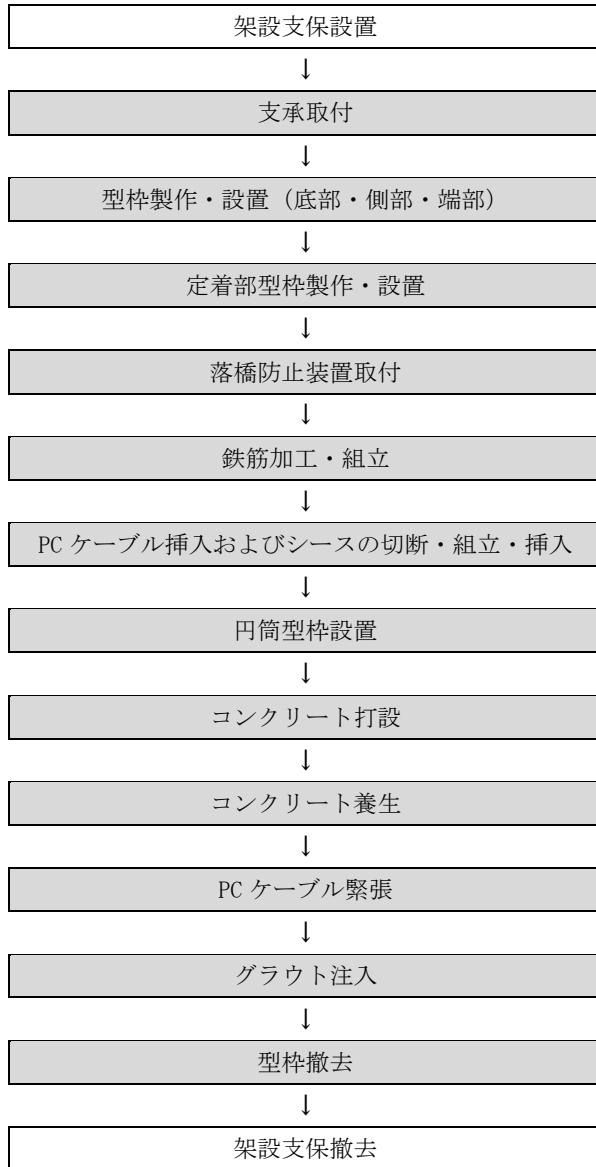 架設支保設置
↓
支承取付
↓
型枠製作・設置（底部・側部・端部）
↓
定着部型枠製作・設置
↓
落橋防止装置取付
↓
鉄筋加工・組立
↓
PC ケーブル挿入およびシースの切断・組立・挿入
↓
円筒型枠設置
↓
コンクリート打設
↓
コンクリート養生
↓
PC ケーブル緊張
↓
グラウト注入
↓
型枠撤去
↓
架設支保撤去